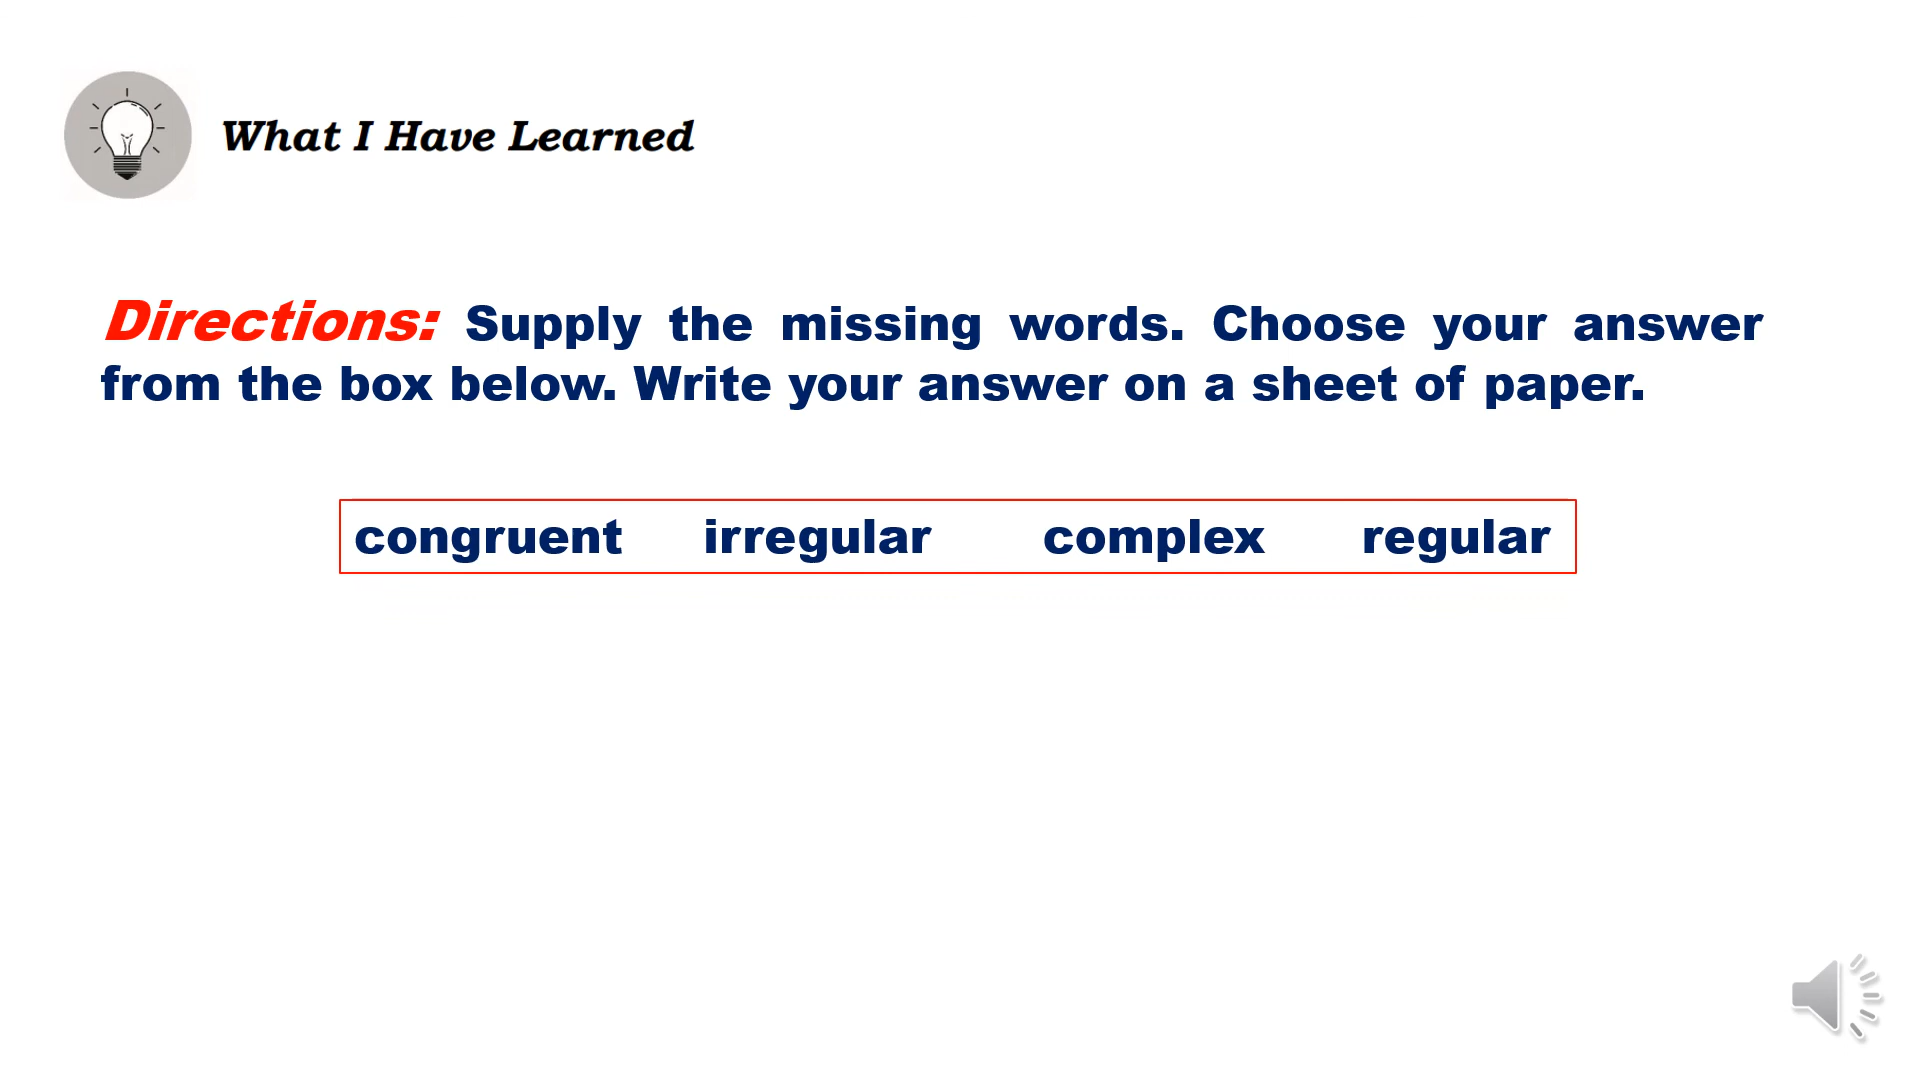 What I Have Learned
Directions: Supply the missing words. Choose your answer
from the box below. Write your answer on a sheet of paper.
congruent irregular complex regular